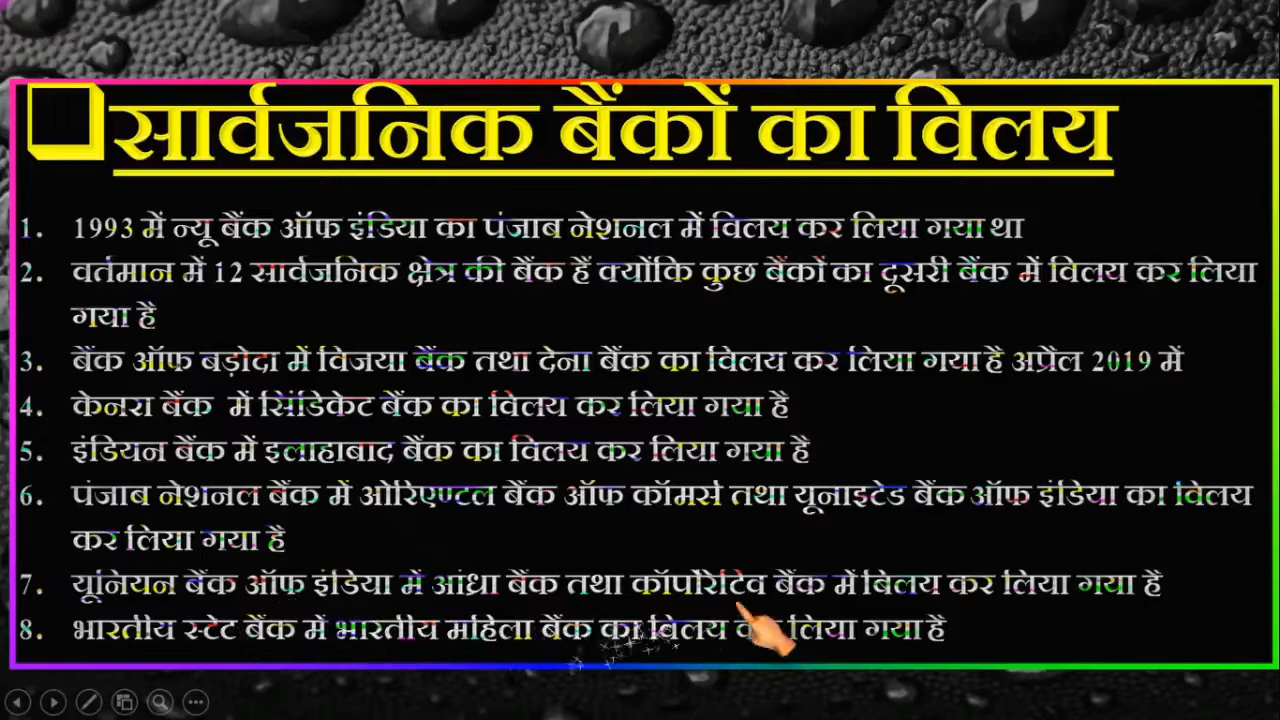 सार्वजनिक बैंकों का विलय
1. 1993 में न्यू बैंक ऑफ इंडिया का पंजाब नेशनल में विलय कर लिया गया था
2. वर्तमान में 12 सार्वजनिक क्षेत्र की बैंक हैं क्योंकि कुछ बैंकों का दूसरी बैंक में विलय कर लिया
गया है
3. बैंक ऑफ बड़ोदा में विजया बैंक तथा देना बैंक का विलय कर लिया गया है अप्रैल 2019 में
4. केनरा बैंक में सिंडिकेट बैंक का विलय कर लिया गया है
5. इंडियन बैंक में इलाहाबाद बैंक का विलय कर लिया गया है
6. पंजाब नेशनल बैंक में ओरिएण्टल बैंक ऑफ कॉमर्स तथा यूनाइटेड बैंक ऑफ इंडिया का विलय
कर लिया गया है
7. यूनियन बैंक ऑफ इंडिया में आंध्रा बैंक तथा कॉर्पोरेटिव बैंक में बिलय कर लिया गया है
8. भारतीय स्टेट बैंक में भारतीय महिला बैंक का विलय कर लिया गया है